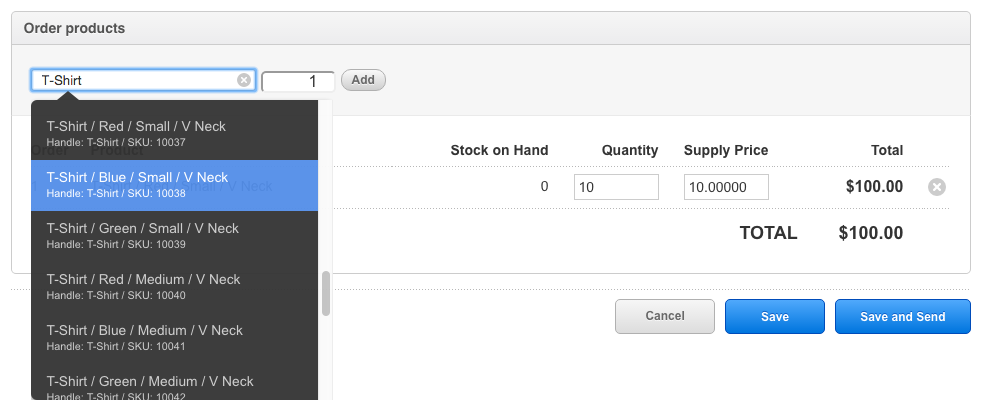 Order products
T-Shirt 1 Add
T-Shirt / Red / Small / V Neck
Handle: T-Shirt / SKU: 10037
Order Product Stock on Hand Quantity Supply Price Total
T-Shirt / Blue / Small / V Neck
Handle: T-Shirt / SKU: 10038
/ V Neck 0 10 10.00000 $100.00
T-Shirt / Green / Small / V Neck
Handle: T-Shirt / SKU: 10039
TOTAL $100.00
T-Shirt / Red / Medium / V Neck
Handle: T-Shirt / SKU: 10040
T-Shirt / Blue / Medium / V Neck
Handle: T-Shirt / SKU: 10041
T-Shirt / Green / Medium / V Neck
Handle: T-Shirt / SKU: 10042
Cancel Save Save and Send